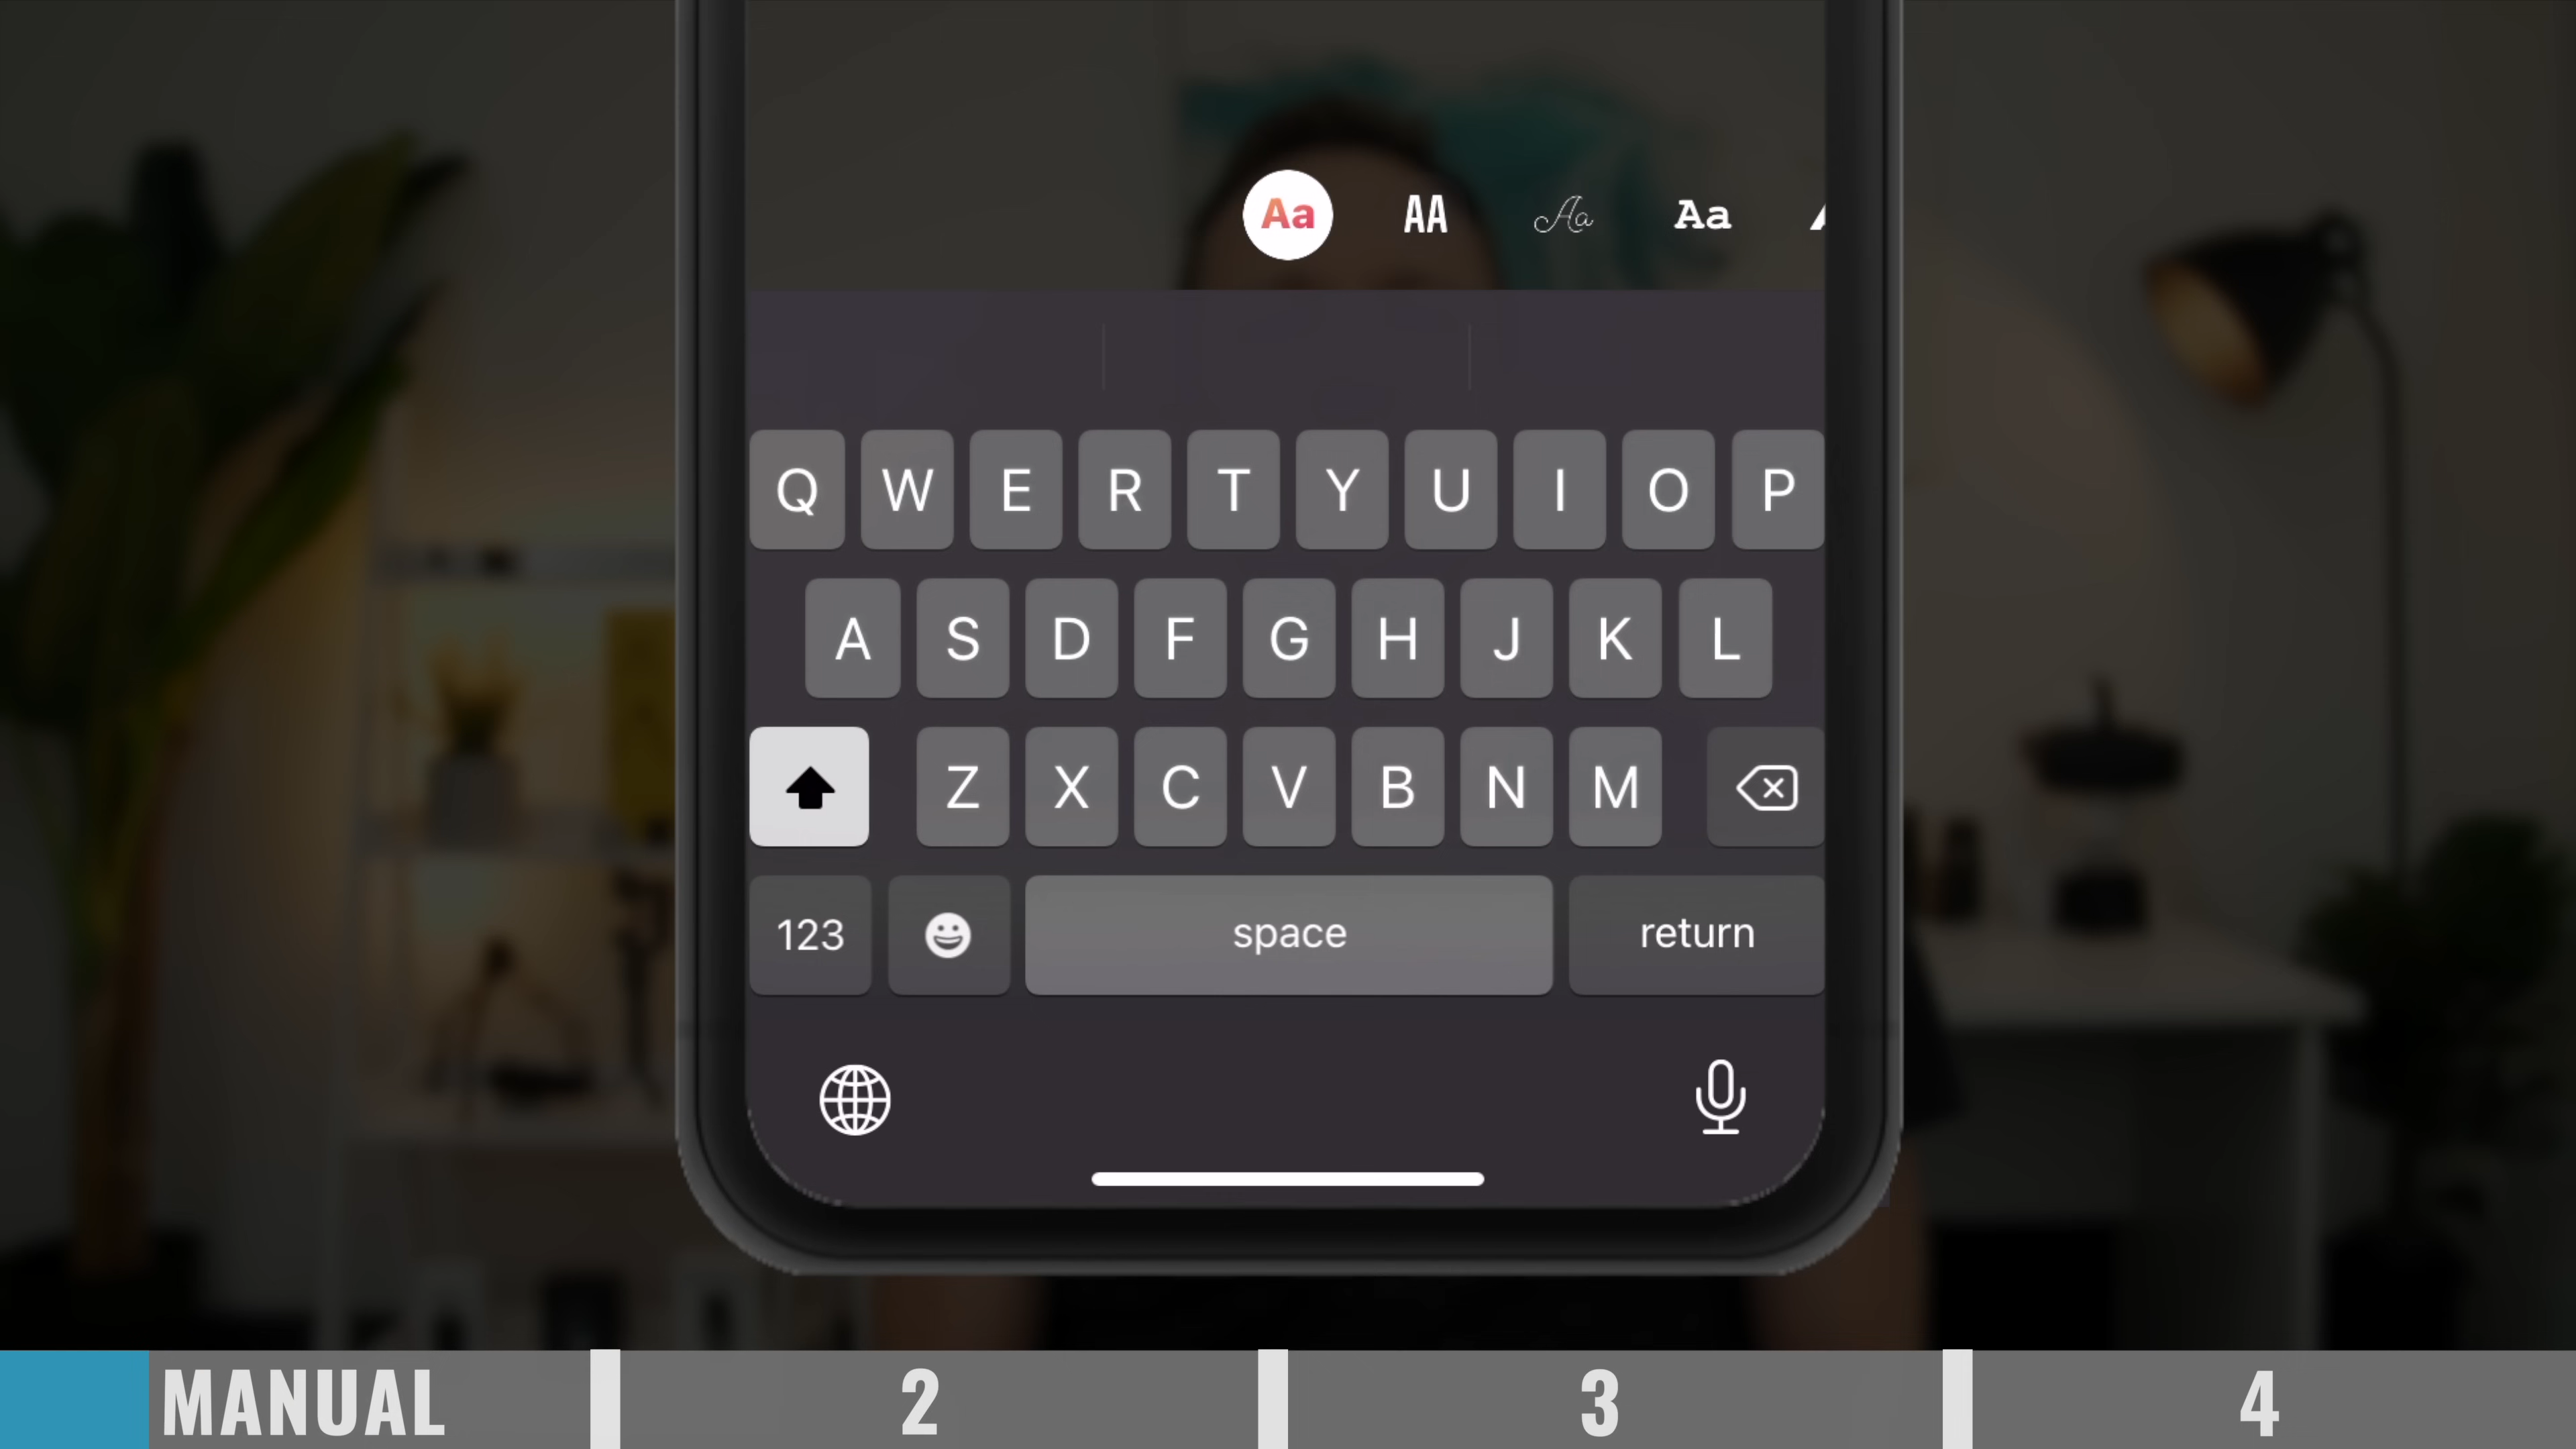 Aa AA Aa Aa
Q W E R T Y U I O P
A S D F G H J K L
Z X C V B N M
123 space return
MANUAL 2 3 4